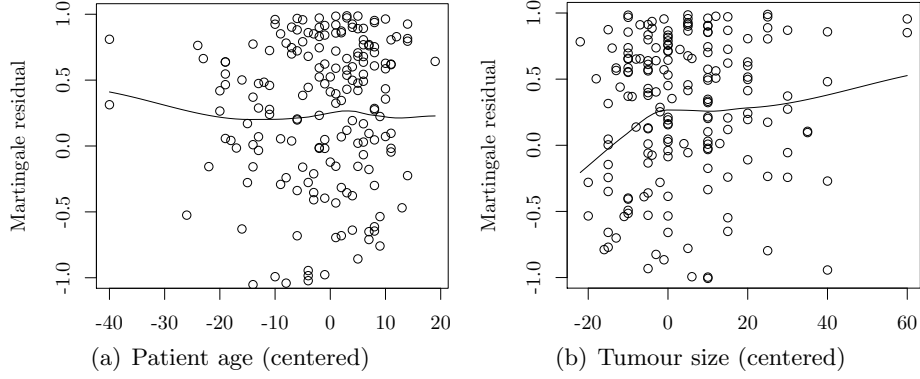 Martingale residual
1.0
0.5
0.0
-0.5
-1.0
-40 -30 -20 -10 0 10 20
(a) Patient age (centered)
Martingale residual
1.0
0.5
0.0
-0.5
-1.0
-20 0 20 40 60
(b) Tumour size (centered)